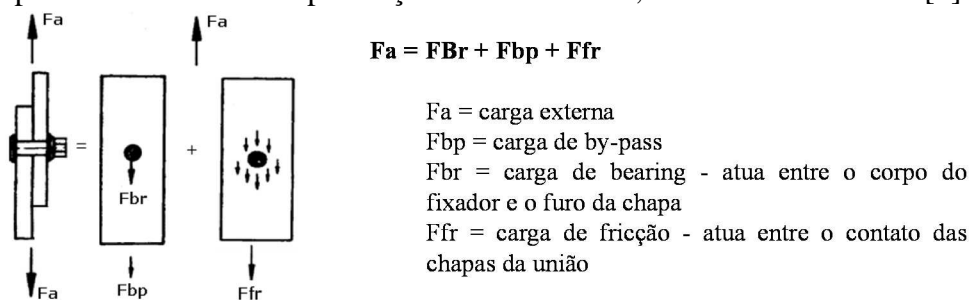 Fa
Fa
Fa = FBr + Fbp + Ffr
Fa = carga externa
Fbp = carga de by-pass
Fbr = carga de bearing - atua entre o corpo do
fixador e o furo da chapa
Ffr = carga de fricção - atua entre o contato das
chapas da união
=
+
Fbr
Fa
Fbp
Ffr